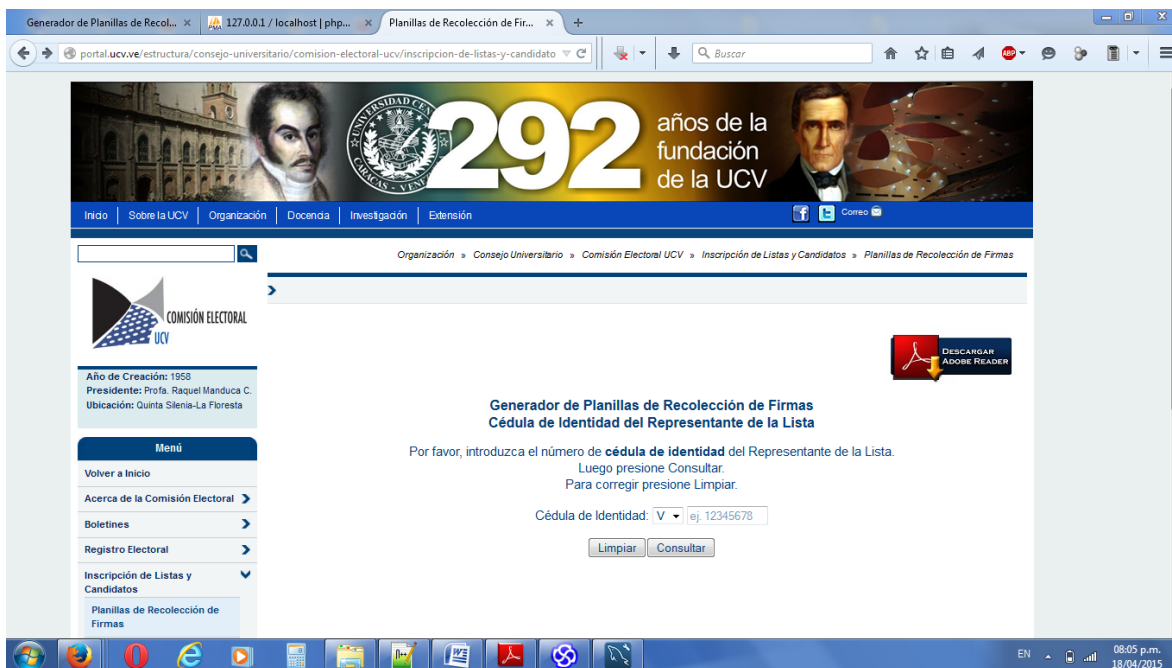 Generador de Planillas de Recol...
127.0.0.1 / localhost | php...
Planillas de Recolección de Fir...
portal.ucv.ve/estructura/consejo-universitario/comision-electoral-ucv/inscripcion-de-listas-y-candidato
Buscar
ABP
UNIVERSIDAD CEN
CARACAS - VENE
292
años de la
fundación
de la UCV
Inicio
Sobre la UCV
Organización
Docencia
Investigación
Extensión
Correo
Organización » Consejo Universitario » Comisión Electoral UCV » Inscripción de Listas y Candidatos » Planillas de Recolección de Firmas
COMISIÓN ELECTORAL
UCV
DESCARGAR
ADOBE READER
Año de Creación: 1958
Presidente: Profa. Raquel Manduca C.
Ubicación: Quinta Silenia-La Floresta
Generador de Planillas de Recolección de Firmas
Cédula de Identidad del Representante de la Lista
Por favor, introduzca el número de cédula de identidad del Representante de la Lista.
Luego presione Consultar.
Para corregir presione Limpiar.
Cédula de Identidad: V ej. 12345678
Limpiar Consultar
Menú
Volver a Inicio
Acerca de la Comisión Electoral
Boletines
Registro Electoral
Inscripción de Listas y
Candidatos
Planillas de Recolección de
Firmas
EN
08:05 p.m.
18/04/2015